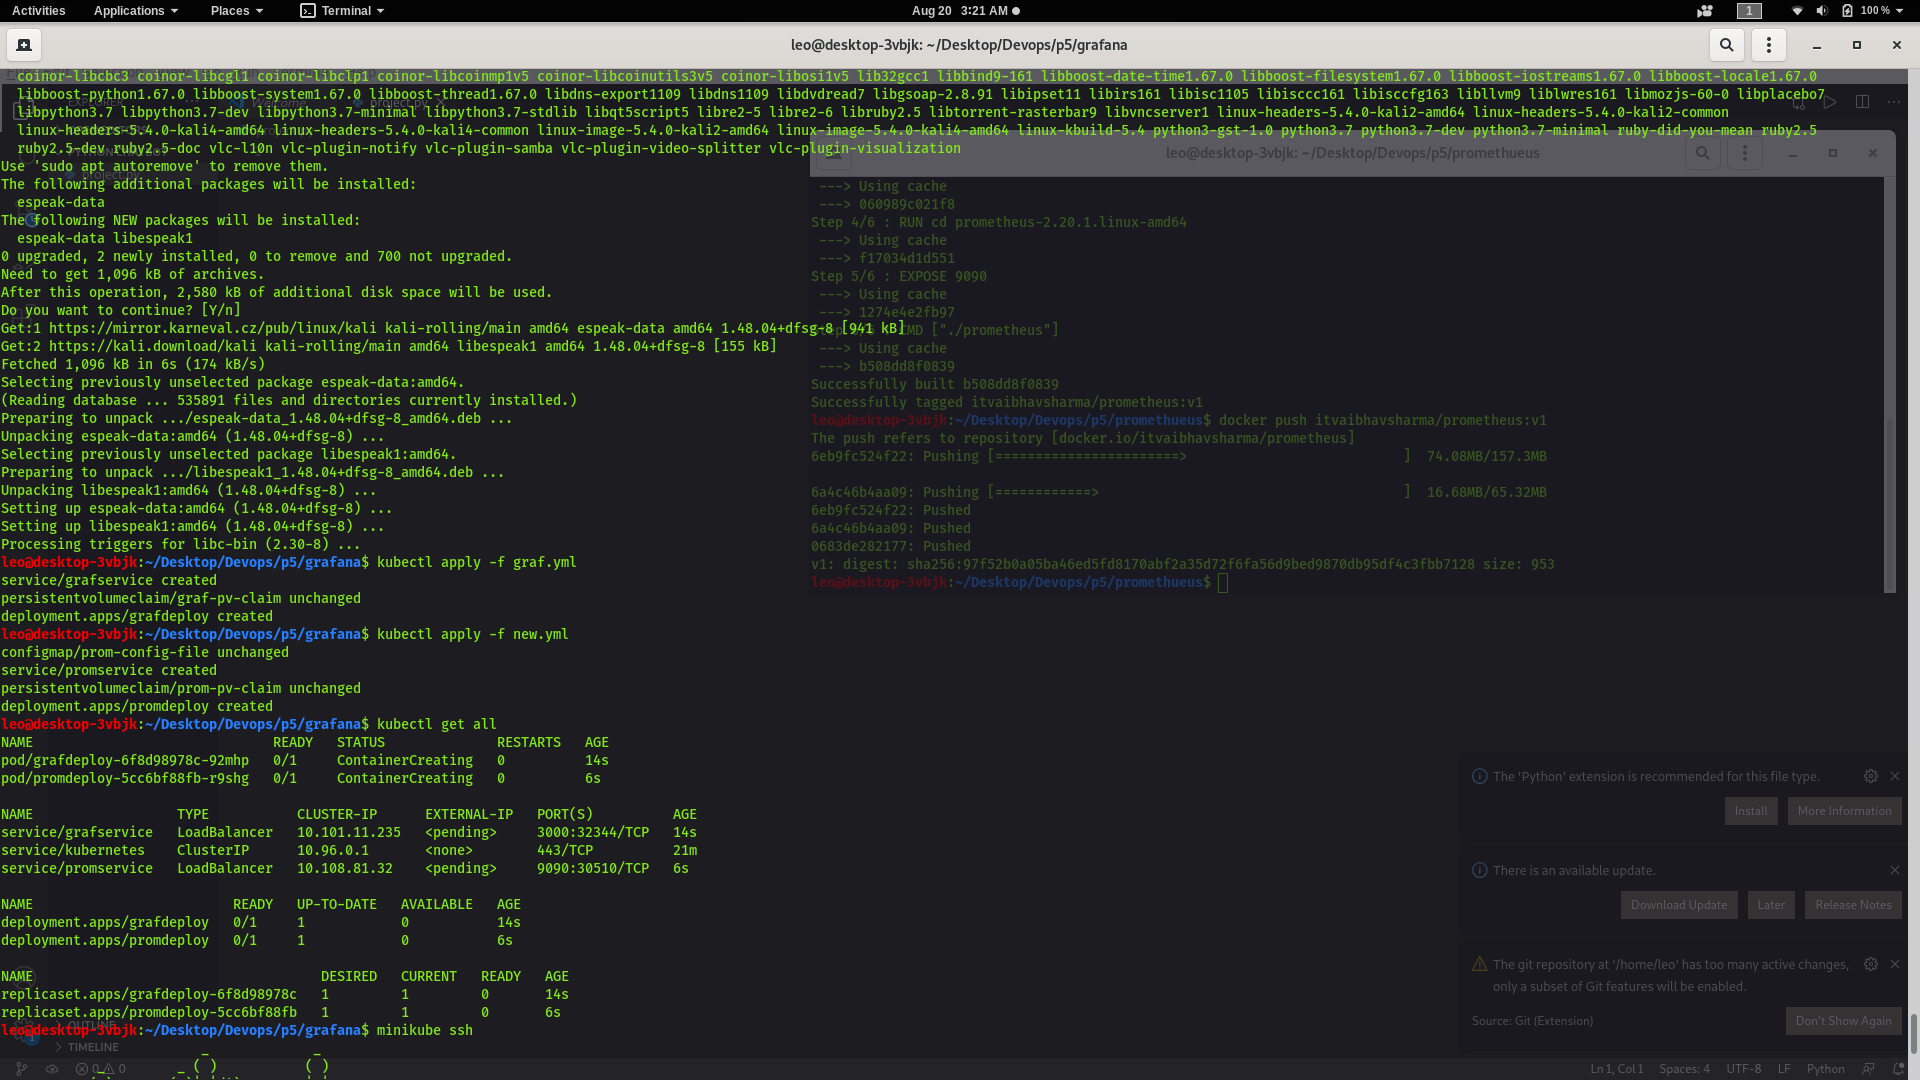 Activities Applications Places Terminal Aug 20 3:21 AM 1 100 %
leo@desktop-3vbjk: ~/Desktop/Devops/p5/grafana
coinor-libcbc3 coinor-libcgl1 coinor-libclp1 coinor-libcoinmp1v5 coinor-libcoinutils3v5 coinor-libosi1v5 lib32gcc1 libbind9-161 libboost-date-time1.67.0 libboost-filesystem1.67.0 libboost-iostreams1.67.0 libboost-locale1.67.0
libboost-python1.67.0 libboost-system1.67.0 libboost-thread1.67.0 libdns-export1109 libdns1109 libdvdread7 libgsoap-2.8.91 libipset11 libirs161 libisc1105 libisccc161 libisccfg163 libllvm9 liblwres161 libmozjs-60-0 libplacebo7
libpython3.7 libpython3.7-dev libpython3.7-minimal libpython3.7-stdlib libqt5script5 libre2-5 libre2-6 libruby2.5 libtorrent-rasterbar9 libvncserver1 linux-headers-5.4.0-kali2-amd64 linux-headers-5.4.0-kali2-common
linux-headers-5.4.0-kali4-amd64 linux-headers-5.4.0-kali4-common linux-image-5.4.0-kali2-amd64 linux-image-5.4.0-kali4-amd64 linux-kbuild-5.4 python3-gst-1.0 python3.7 python3.7-dev python3.7-minimal ruby-did-you-mean ruby2.5
ruby2.5-dev ruby2.5-doc vlc-l10n vlc-plugin-notify vlc-plugin-samba vlc-plugin-video-splitter vlc-plugin-visualization
Use 'sudo apt autoremove' to remove them.
The following additional packages will be installed:
espeak-data
The following NEW packages will be installed:
espeak-data libespeak1
0 upgraded, 2 newly installed, 0 to remove and 700 not upgraded.
Need to get 1,096 kB of archives.
After this operation, 2,580 kB of additional disk space will be used.
Do you want to continue? [Y/n]
Get:1 https://mirror.karneval.cz/pub/linux/kali kali-rolling/main amd64 espeak-data amd64 1.48.04+dfsg-8 [941 kB]
Get:2 https://kali.download/kali kali-rolling/main amd64 libespeak1 amd64 1.48.04+dfsg-8 [155 kB]
Fetched 1,096 kB in 6s (174 kB/s)
Selecting previously unselected package espeak-data:amd64.
(Reading database ... 535891 files and directories currently installed.)
Preparing to unpack .../espeak-data_1.48.04+dfsg-8_amd64.deb ...
Unpacking espeak-data:amd64 (1.48.04+dfsg-8) ...
Selecting previously unselected package libespeak1:amd64.
Preparing to unpack .../libespeak1_1.48.04+dfsg-8_amd64.deb ...
Unpacking libespeak1:amd64 (1.48.04+dfsg-8) ...
Setting up espeak-data:amd64 (1.48.04+dfsg-8) ...
Setting up libespeak1:amd64 (1.48.04+dfsg-8) ...
Processing triggers for libc-bin (2.30-8) ...
leo@desktop-3vbjk:~/Desktop/Devops/p5/grafana$ kubectl apply -f graf.yml
service/grafservice created
persistentvolumeclaim/graf-pv-claim unchanged
deployment.apps/grafdeploy created
leo@desktop-3vbjk:~/Desktop/Devops/p5/grafana$ kubectl apply -f new.yml
configmap/prom-config-file unchanged
service/promservice created
persistentvolumeclaim/prom-pv-claim unchanged
deployment.apps/promdeploy created
leo@desktop-3vbjk:~/Desktop/Devops/p5/grafana$ kubectl get all
NAME READY STATUS RESTARTS AGE
pod/grafdeploy-6f8d98978c-92mhp 0/1 ContainerCreating 0 14s
pod/promdeploy-5cc6bf88fb-r9shg 0/1 ContainerCreating 0 6s
NAME TYPE CLUSTER-IP EXTERNAL-IP PORT(S) AGE
service/grafservice LoadBalancer 10.101.11.235 <pending> 3000:32344/TCP 14s
service/kubernetes ClusterIP 10.96.0.1 <none> 443/TCP 21m
service/promservice LoadBalancer 10.108.81.32 <pending> 9090:30510/TCP 6s
NAME READY UP-TO-DATE AVAILABLE AGE
deployment.apps/grafdeploy 0/1 1 0 14s
deployment.apps/promdeploy 0/1 1 0 6s
NAME DESIRED CURRENT READY AGE
replicaset.apps/grafdeploy-6f8d98978c 1 1 0 14s
replicaset.apps/promdeploy-5cc6bf88fb 1 1 0 6s
leo@desktop-3vbjk:~/Desktop/Devops/p5/grafana$ minikube ssh
leo@desktop-3vbjk: ~/Desktop/Devops/p5/promethueus
---> Using cache
---> 060989c021f8
Step 4/6 : RUN cd prometheus-2.20.1.linux-amd64
---> Using cache
---> f17034d1d551
Step 5/6 : EXPOSE 9090
---> Using cache
---> 1274e4e2fb97
CMD ["./prometheus"]
---> Using cache
---> b508dd8f0839
Successfully built b508dd8f0839
Successfully tagged itvaibhavsharma/prometheus:v1
leo@desktop-3vbjk:~/Desktop/Devops/p5/promethueus$ docker push itvaibhavsharma/prometheus:v1
The push refers to repository [docker.io/itvaibhavsharma/prometheus]
6eb9fc524f22: Pushing [=======================> ] 74.08MB/157.3MB
6a4c46b4aa09: Pushing [============> ] 16.68MB/65.32MB
6eb9fc524f22: Pushed
6a4c46b4aa09: Pushed
0683de282177: Pushed
v1: digest: sha256:97f52b0a05ba46ed5fd8170abf2a35d72f6fa56d9bed9870db95df4c3fbb7128 size: 953
leo@desktop-3vbjk:~/Desktop/Devops/p5/promethueus$
EXPLORER Welcome project.py
project.py
The 'Python' extension is recommended for this file type.
Install More Information
There is an available update.
Download Update Later Release Notes
The git repository at '/home/leo' has too many active changes,
only a subset of Git features will be enabled.
Source: Git (Extension) Don't Show Again
OUTLINE
TIMELINE
0 0 Ln 1, Col 1 Spaces: 4 UTF-8 LF Python